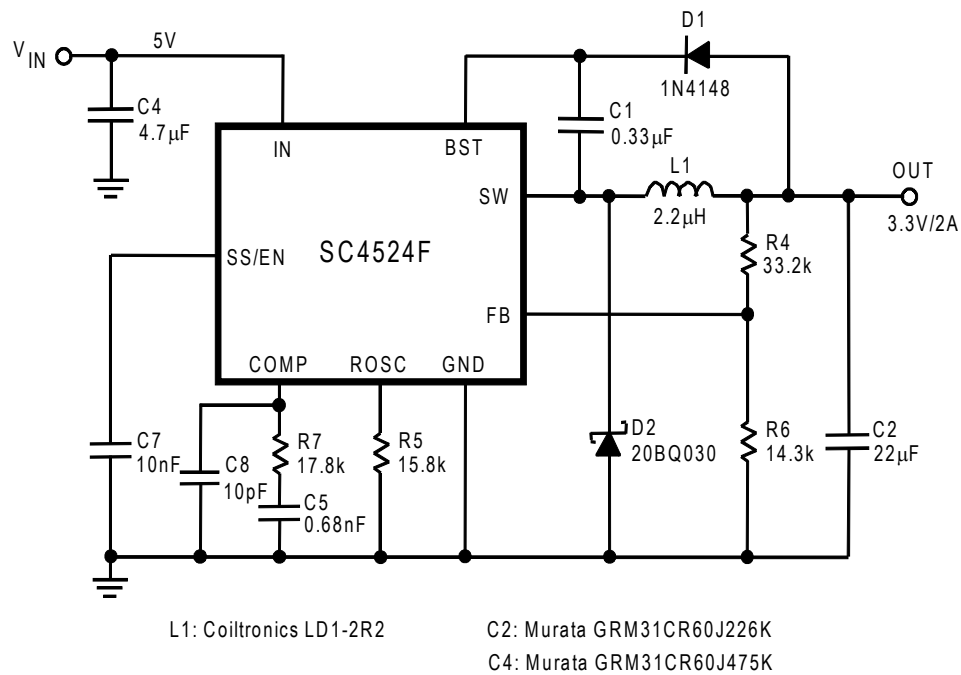 V IN
5V
D1
1N4148
C4
4.7µF
C1
0.33µF
IN
BST
L1
OUT
SW
2.2µH
3.3V/2A
SC4524F
SS/EN
R4
33.2k
FB
COMP
ROSC
GND
C7
10nF
C8
10pF
R7
17.8k
R5
15.8k
D2
20BQ030
R6
14.3k
C2
22µF
C5
0.68nF
L1: Coiltronics LD1-2R2
C2: Murata GRM31CR60J226K
C4: Murata GRM31CR60J475K